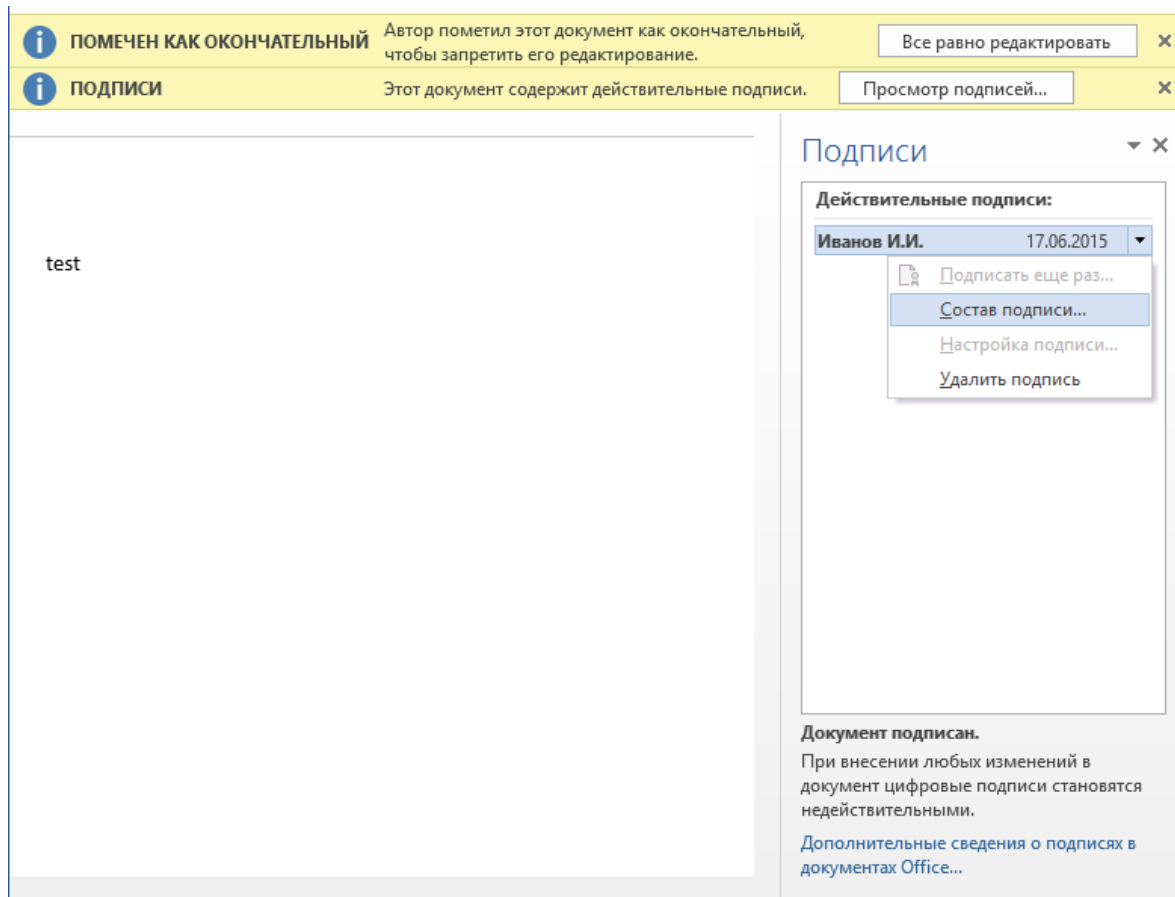 ПОМЕЧЕН КАК ОКОНЧАТЕЛЬНЫЙ
Автор пометил этот документ как окончательный,
чтобы запретить его редактирование.
Все равно редактировать
ПОДПИСИ
Этот документ содержит действительные подписи.
Просмотр подписей...
test
Подписи
Действительные подписи:
Иванов И.И. 17.06.2015
Подписать еще раз...
Состав подписи...
Настройка подписи...
Удалить подпись
Документ подписан.
При внесении любых изменений в
документ цифровые подписи становятся
недействительными.
Дополнительные сведения о подписях в
документах Office...